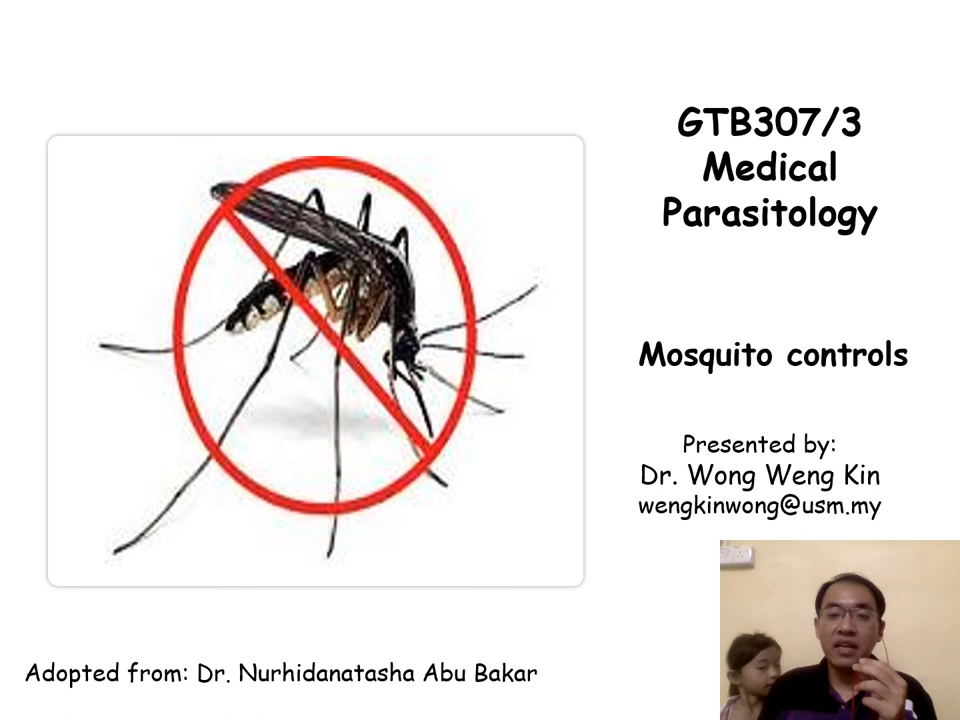 GTB307/3
Medical
Parasitology
Mosquito controls
Presented by:
Dr. Wong Weng Kin
wengkinwong@usm.my
Adopted from: Dr. Nurhidanatasha Abu Bakar